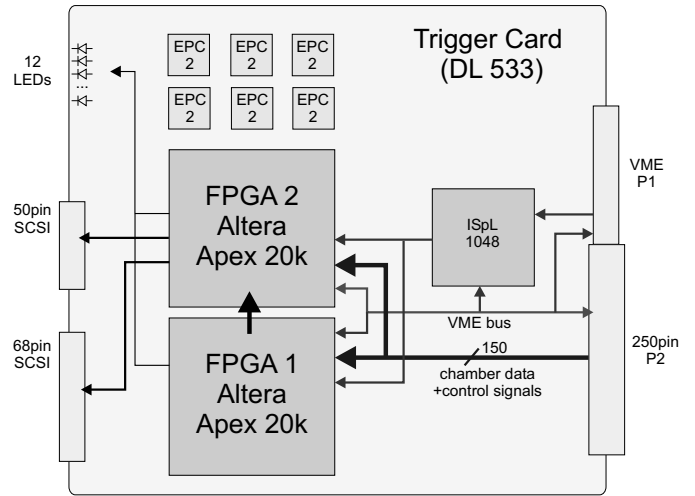 12
LEDs
...
EPC
2
EPC
2
EPC
2
EPC
2
EPC
2
EPC
2
Trigger Card
(DL 533)
VME
P1
50pin
SCSI
FPGA 2
Altera
Apex 20k
ISpL
1048
VME bus
68pin
SCSI
FPGA 1
Altera
Apex 20k
150
chamber data
+control signals
250pin
P2